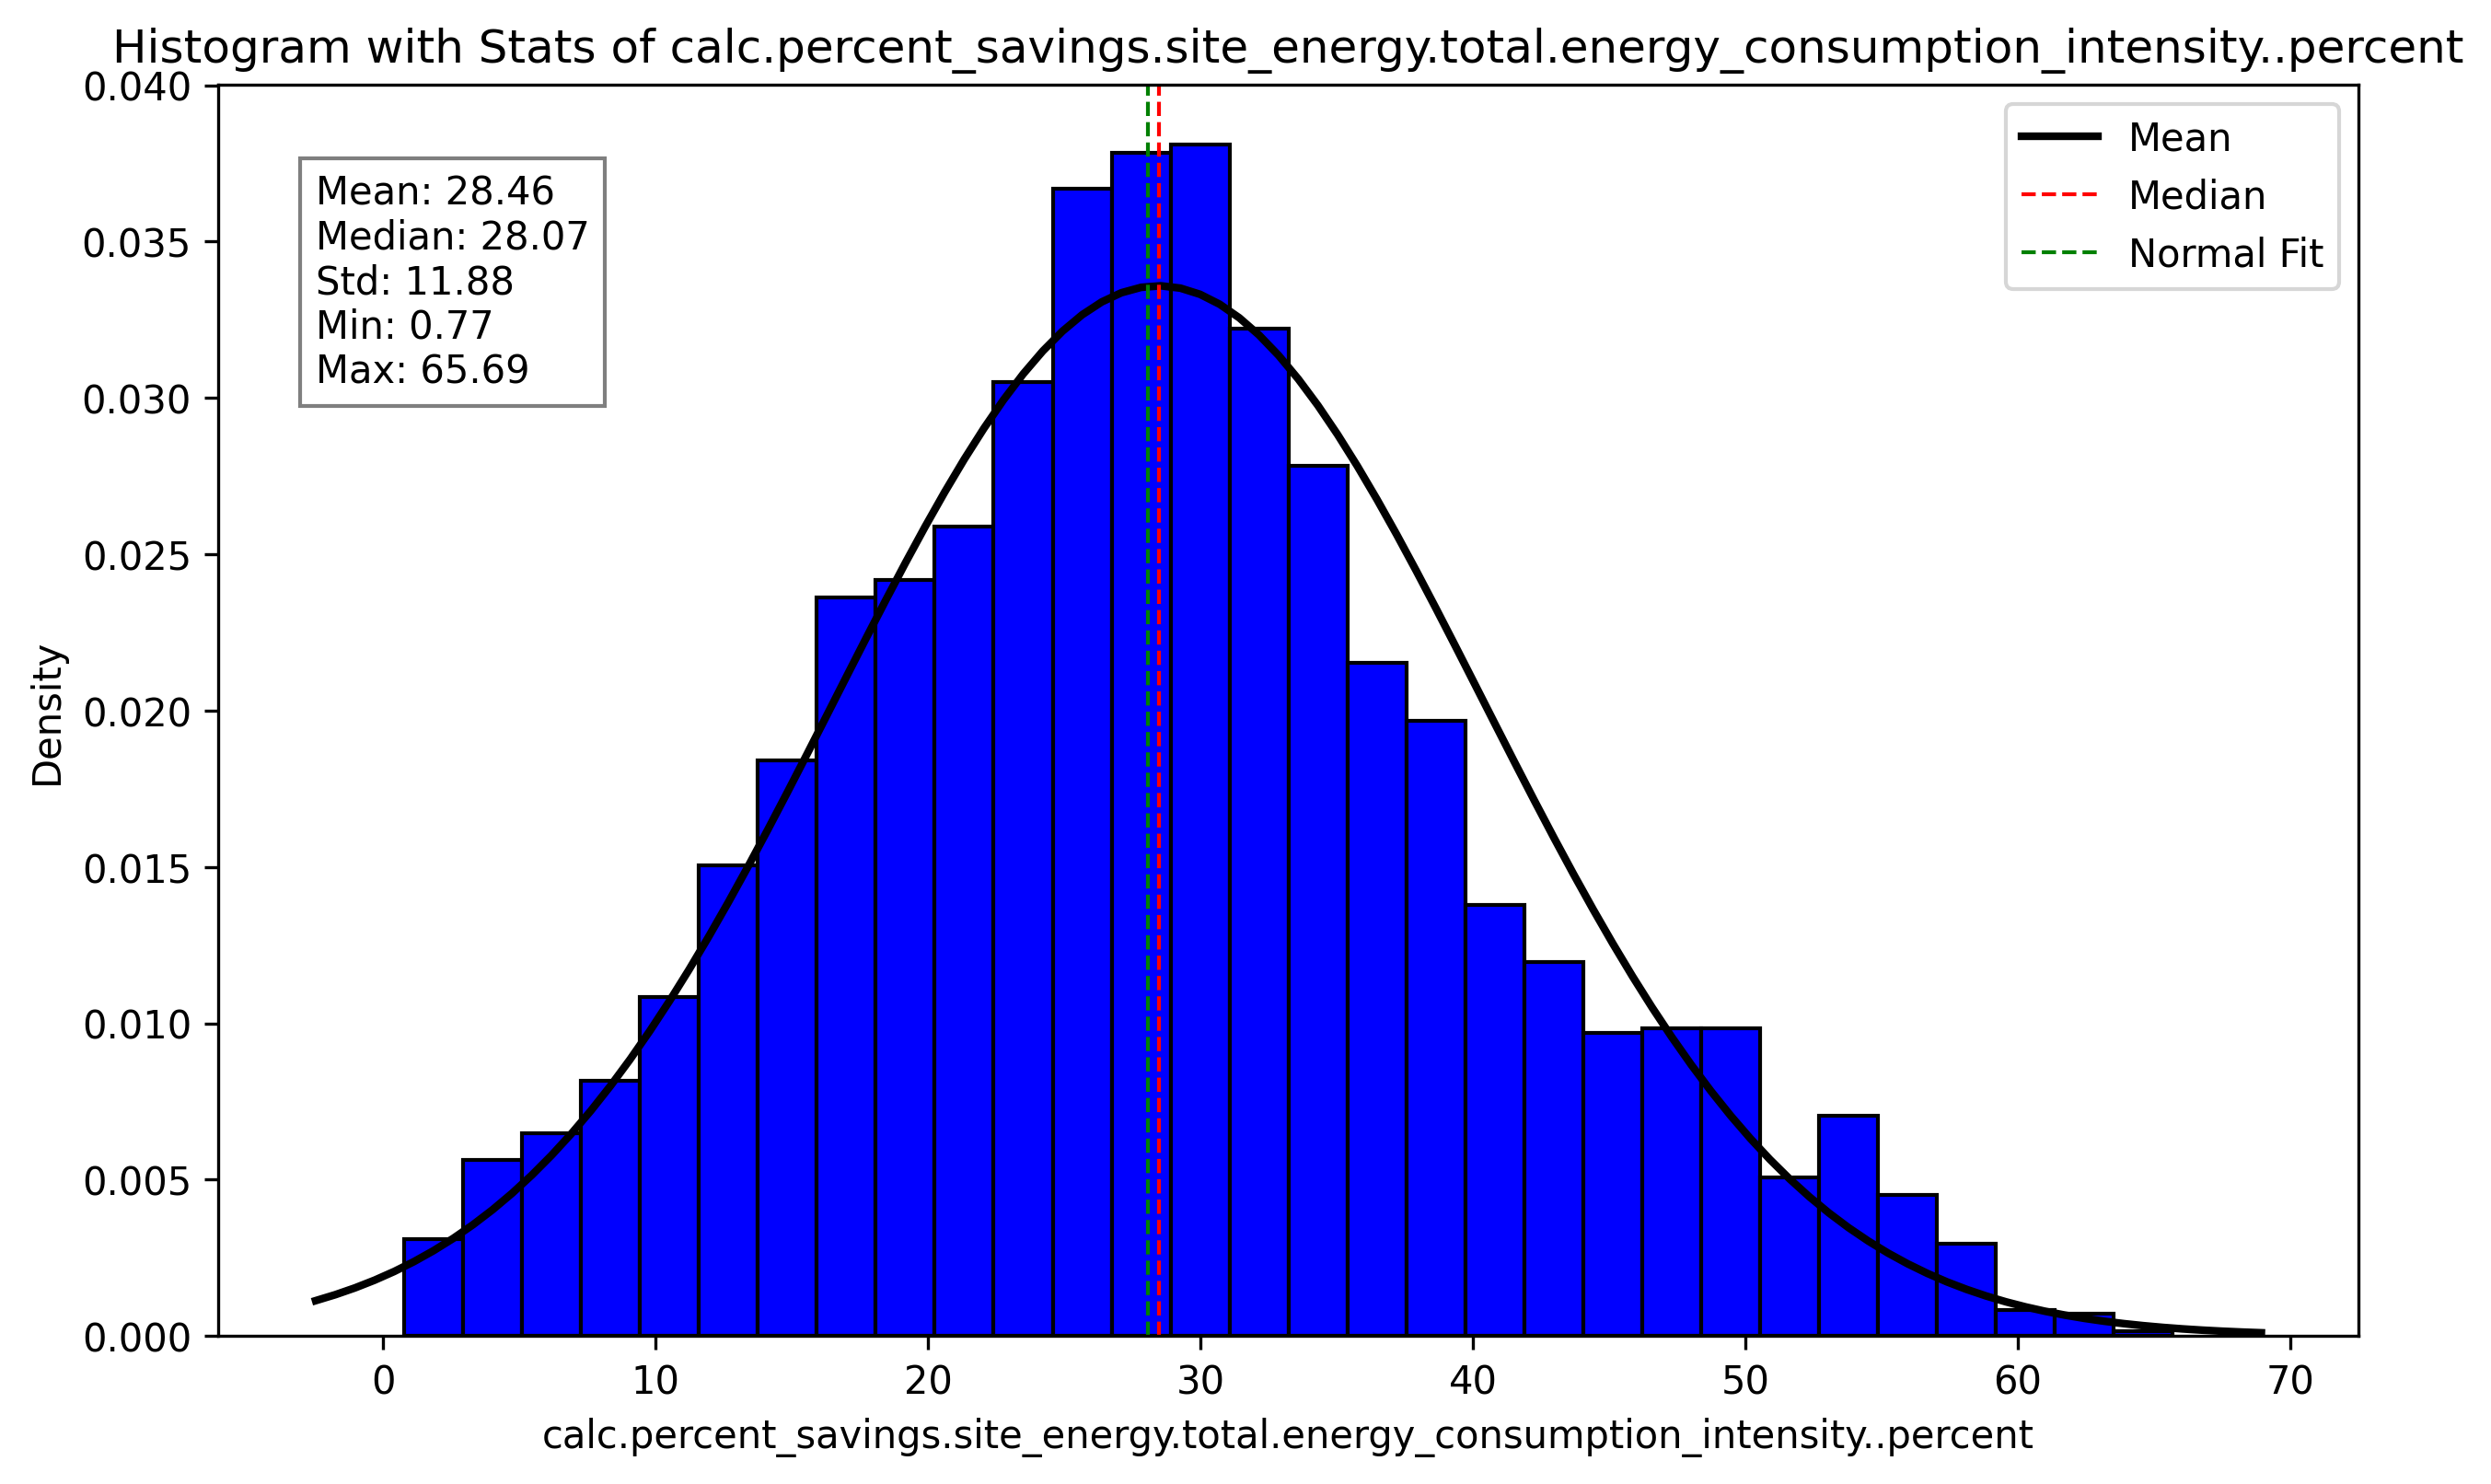 Histogram with Stats of calc.percent_savings.site_energy.total.energy_consumption_intensity..percent
Mean: 28.46
Median: 28.07
Std: 11.88
Min: 0.77
Max: 65.69
Mean
Median
Normal Fit
Density
0.040
0.035
0.030
0.025
0.020
0.015
0.010
0.005
0.000
0 10 20 30 40 50 60 70
calc.percent_savings.site_energy.total.energy_consumption_intensity..percent